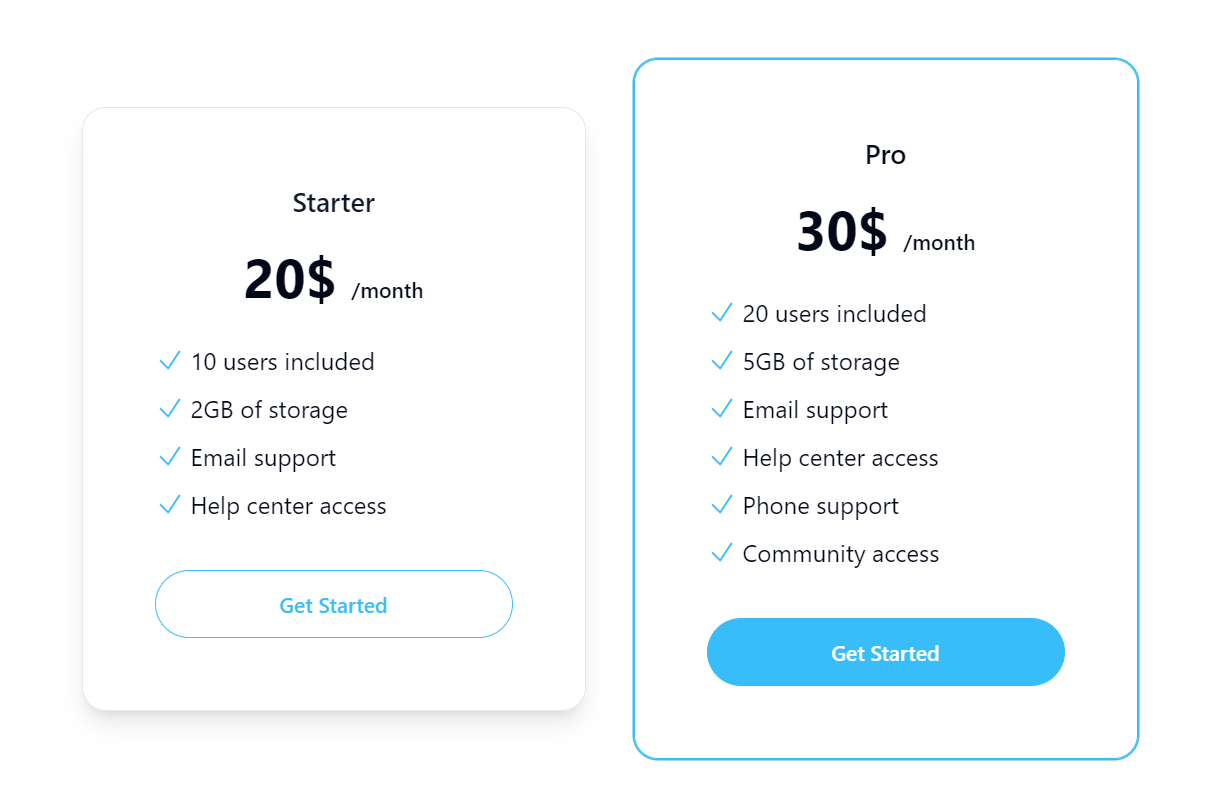 Starter
20$ /month
10 users included
2GB of storage
Email support
Help center access
Get Started
Pro
30$ /month
20 users included
5GB of storage
Email support
Help center access
Phone support
Community access
Get Started